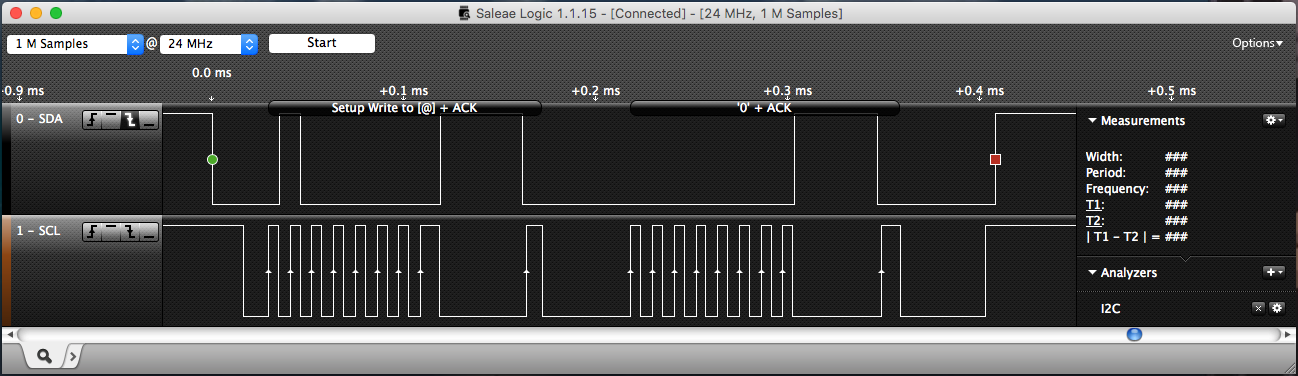 Saleae Logic 1.1.15 - [Connected] - [24 MHz, 1 M Samples]
1 M Samples @ 24 MHz Start Options▾
0.0 ms
-0.9 ms +0.1 ms +0.2 ms +0.3 ms +0.4 ms +0.5 ms
Setup Write to [@] + ACK '0' + ACK
0 - SDA
1 - SCL
Measurements
Width: ###
Period: ###
Frequency: ###
T1: ###
T2: ###
| T1 - T2 | = ###
Analyzers
I2C